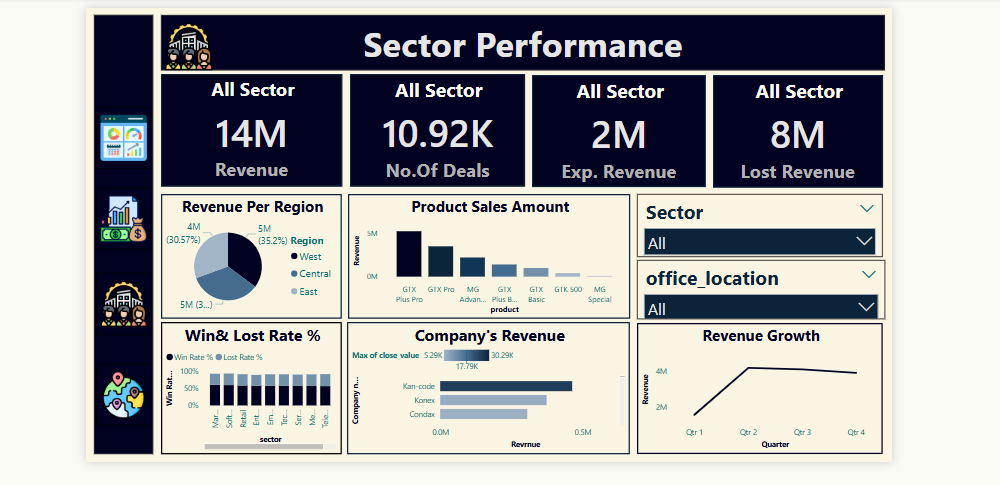 Sector Performance
All Sector
14M
Revenue
All Sector
10.92K
No.Of Deals
All Sector
2M
Exp. Revenue
All Sector
8M
Lost Revenue
Revenue Per Region
4M
(30.57%)
5M
(35.2%)
5M (3...)
Region
West
Central
East
Product Sales Amount
Revenue
5M
0M
GTX Plus Pro
GTX Pro
MG Advan...
GTX Plus B...
GTX Basic
GTK 500
MG Special
product
Sector
All
office_location
All
Win& Lost Rate %
Win Rate % Lost Rate %
Win Rat...
100%
50%
0%
Mar... Soft... Retail Ent... Em... Tec... Ser... Me... Tele...
sector
Company's Revenue
Max of close_value 5.29K 30.29K
17.79K
Company n...
Kan-code
Konex
Condax
0.0M 0.5M
Revrnue
Revenue Growth
Revenue
4M
2M
Qtr 1 Qtr 2 Qtr 3 Qtr 4
Quarter